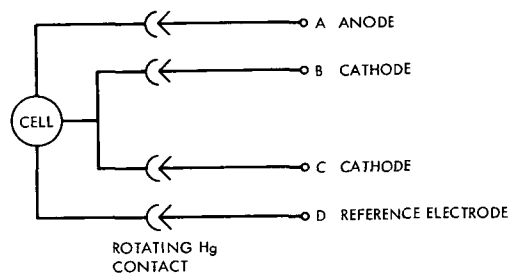 A ANODE
B CATHODE
CELL
C CATHODE
D REFERENCE ELECTRODE
ROTATING Hg
CONTACT